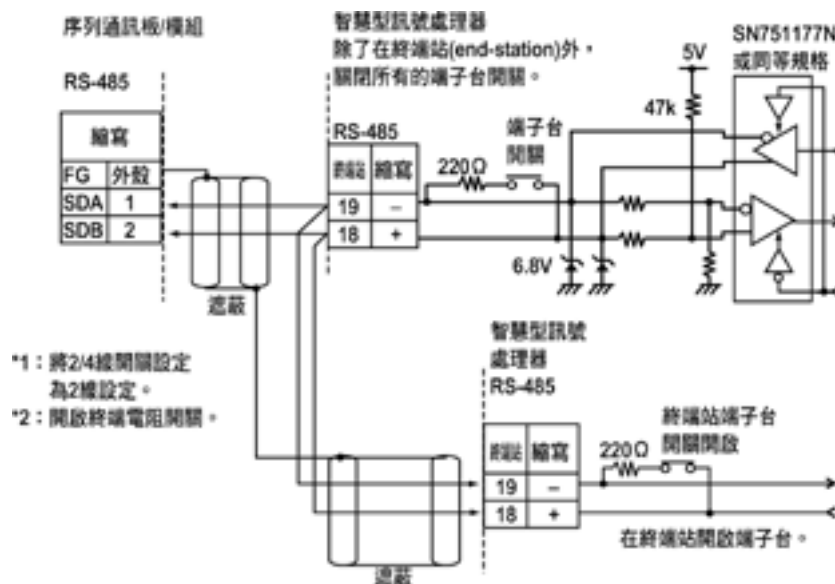 序列通訊板/模組
RS-485
縮寫
FG 外殼
SDA 1
SDB 2
遮蔽
*1：將2/4線開關設定
為2線設定。
*2：開啟終端電阻開關。
智慧型訊號處理器
除了在終端站(end-station)外，
關閉所有的端子台開關。
RS-485
縮寫
19 −
18 +
220Ω
端子台
開關
5V
47k
6.8V
SN751177N
或同等規格
智慧型訊號
處理器
RS-485
縮寫
19 −
18 +
220Ω
終端站端子台
開關開啟
在終端站開啟端子台。
遮蔽